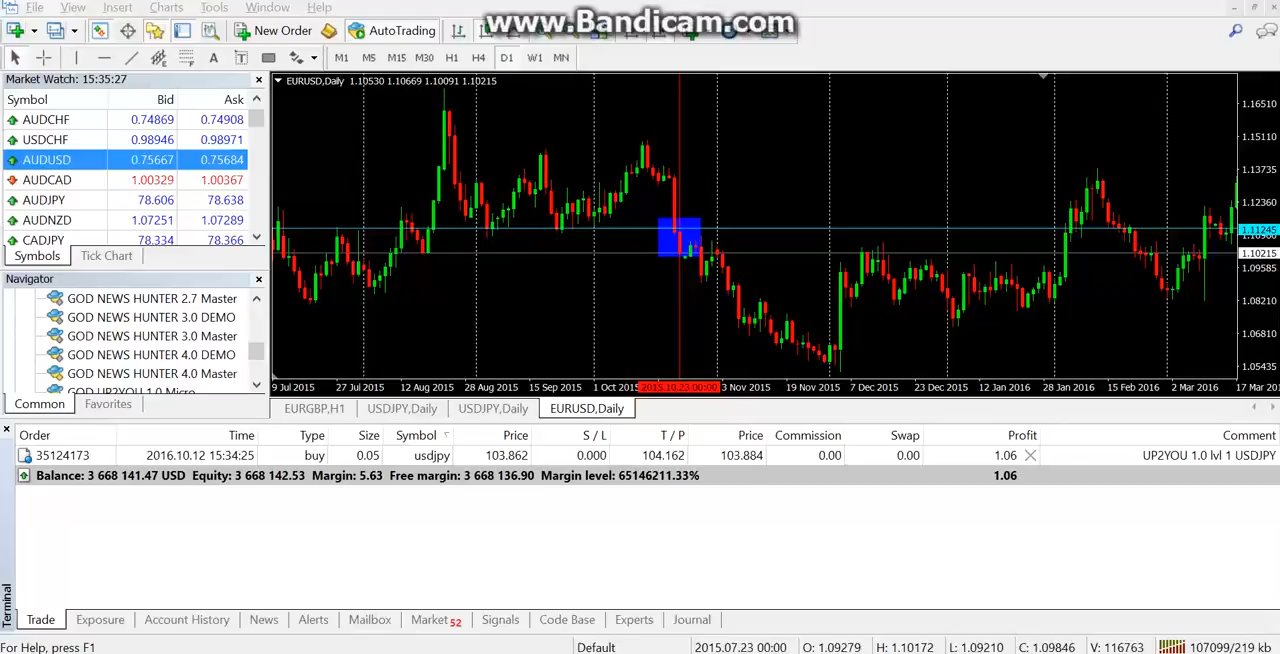 File View Insert Charts Tools Window Help
www.Bandicam.com
New Order AutoTrading
A T M1 M5 M15 M30 H1 H4 D1 W1 MN
Market Watch: 15:35:27
Symbol Bid Ask
AUDCHF 0.74869 0.74908
USDCHF 0.98946 0.98971
AUDUSD 0.75667 0.75684
AUDCAD 1.00329 1.00367
AUDJPY 78.606 78.638
AUDNZD 1.07251 1.07289
CADJPY 78.334 78.366
Symbols Tick Chart
Navigator
GOD NEWS HUNTER 2.7 Master
GOD NEWS HUNTER 3.0 DEMO
GOD NEWS HUNTER 3.0 Master
GOD NEWS HUNTER 4.0 DEMO
GOD NEWS HUNTER 4.0 Master
GOD UP2YOU 1.0 Micro
Common Favorites
EURUSD,Daily 1.10530 1.10669 1.10091 1.10215
1.16510
1.15110
1.13735
1.12360
1.11245
1.10215
1.09585
1.08210
1.06810
1.05435
9 Jul 2015 27 Jul 2015 12 Aug 2015 28 Aug 2015 15 Sep 2015 1 Oct 2015 2015.10.23 00:00 3 Nov 2015 19 Nov 2015 7 Dec 2015 23 Dec 2015 12 Jan 2016 28 Jan 2016 15 Feb 2016 2 Mar 2016 17 Mar 2016
EURGBP,H1 USDJPY,Daily USDJPY,Daily EURUSD,Daily
Order Time Type Size Symbol Price S / L T / P Price Commission Swap Profit Comment
35124173 2016.10.12 15:34:25 buy 0.05 usdjpy 103.862 0.000 104.162 103.884 0.00 0.00 1.06 UP2YOU 1.0 lvl 1 USDJPY
Balance: 3 668 141.47 USD Equity: 3 668 142.53 Margin: 5.63 Free margin: 3 668 136.90 Margin level: 65146211.33% 1.06
Terminal
Trade Exposure Account History News Alerts Mailbox Market 52 Signals Code Base Experts Journal
For Help, press F1 Default 2015.07.23 00:00 O: 1.09279 H: 1.10172 L: 1.09210 C: 1.09846 V: 116763 107099/219 kb